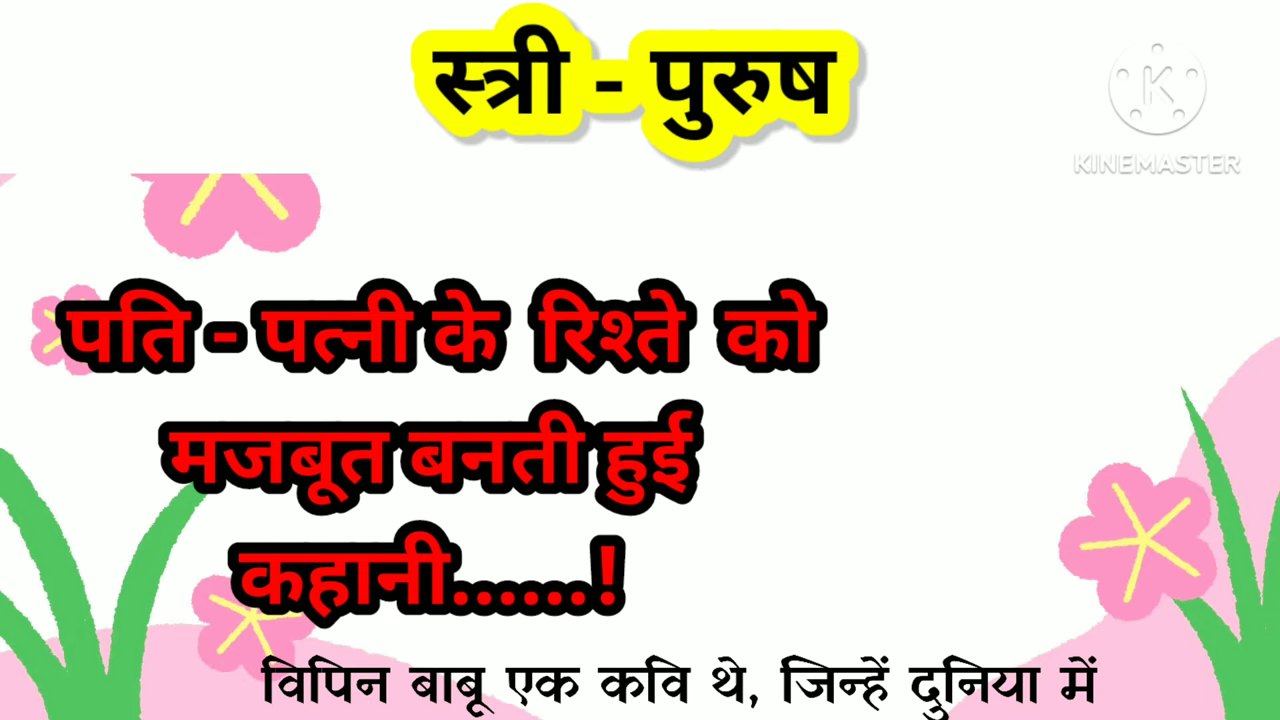 स्त्री - पुरुष
K
KINEMASTER
पति - पत्नी के रिश्ते को
मजबूत बनती हुई
कहानी......!
विपिन बाबू एक कवि थे, जिन्हें दुनिया में